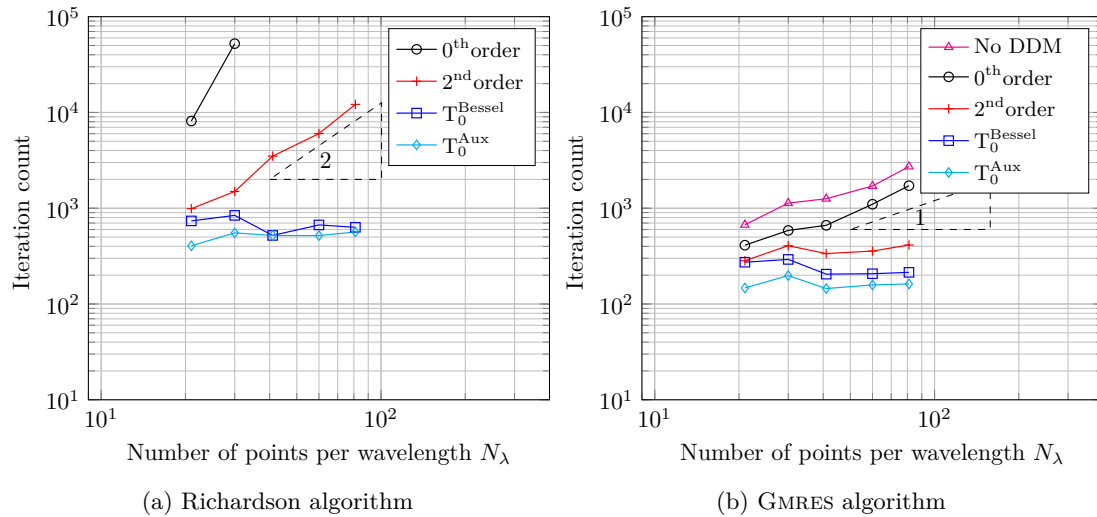 10^5
10^4
10^3
10^2
10^1
Iteration count
0^th order
2^nd order
T_0^Bessel
T_0^Aux
2
10^1
10^2
Number of points per wavelength N_λ
(a) Richardson algorithm
10^5
10^4
10^3
10^2
10^1
Iteration count
No DDM
0^th order
2^nd order
T_0^Bessel
T_0^Aux
1
10^1
10^2
Number of points per wavelength N_λ
(b) GMRES algorithm